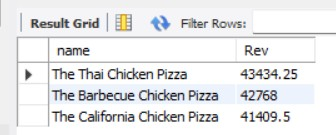 Result Grid Filter Rows:
name Rev
The Thai Chicken Pizza 43434.25
The Barbecue Chicken Pizza 42768
The California Chicken Pizza 41409.5